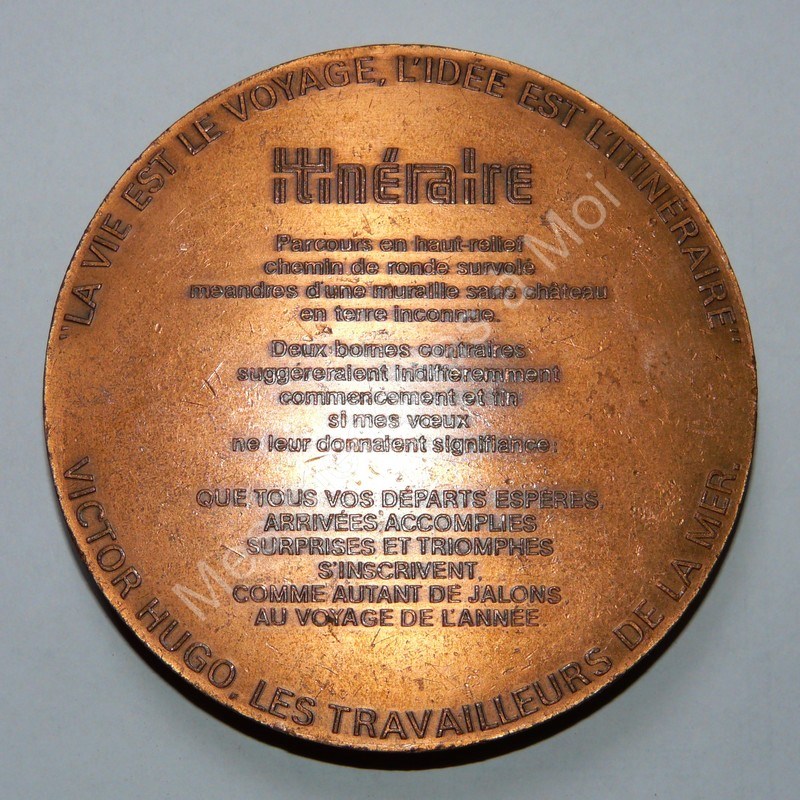 "LA VIE EST LE VOYAGE, L'IDÉE EST L'ITINÉRAIRE"
ittinéraire
Parcours en haut-relief
chemin de ronde survolé
meandres d'une muraille sans château
en terre inconnue.
Deux bornes contraires
suggéreraient indifféremment
commencement et fin
si mes vœux
ne leur donnaient signifiance:
QUE TOUS VOS DÉPARTS ESPÉRÉS,
ARRIVÉES ACCOMPLIES
SURPRISES ET TRIOMPHES
S'INSCRIVENT,
COMME AUTANT DE JALONS
AU VOYAGE DE L'ANNÉE
VICTOR HUGO. LES TRAVAILLEURS DE LA MER.